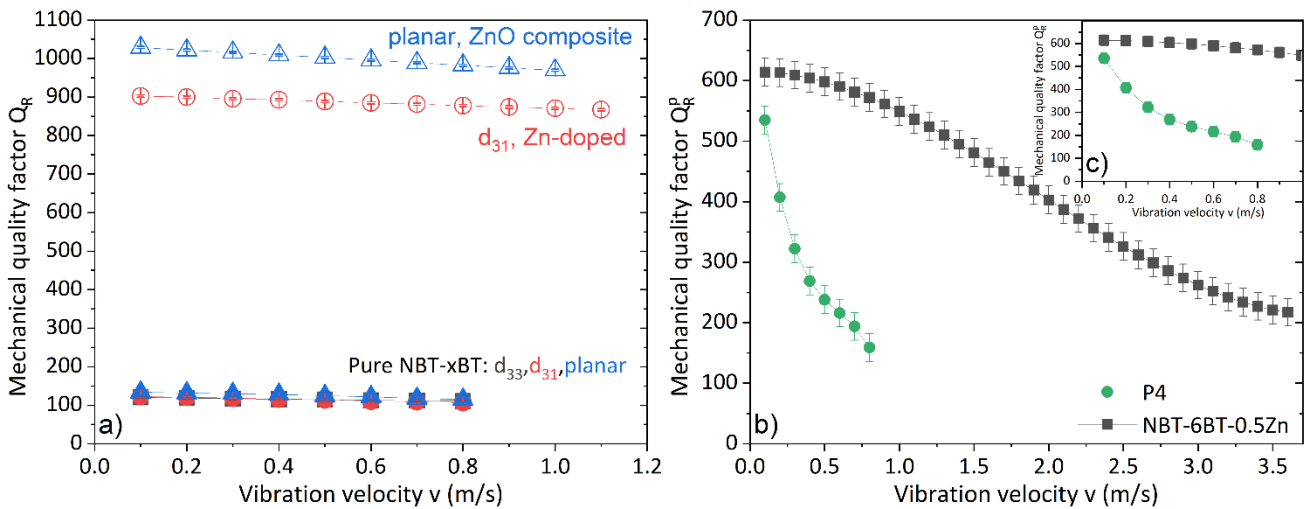 1100
1000
900
800
700
600
500
400
300
200
100
0
Mechanical quality factor Q_R
planar, ZnO composite
d₃₁, Zn-doped
Pure NBT-xBT: d₃₃,d₃₁,planar
a)
0.0 0.2 0.4 0.6 0.8 1.0 1.2
Vibration velocity v (m/s)
700
600
500
400
300
200
100
0
Mechanical quality factor Q_R^p
b)
P4
NBT-6BT-0.5Zn
0.0 0.5 1.0 1.5 2.0 2.5 3.0 3.5
Vibration velocity v (m/s)
600
500
400
300
200
100
0
Mechanical quality factor Q_R^p
c)
0.0 0.2 0.4 0.6 0.8
Vibration velocity v (m/s)